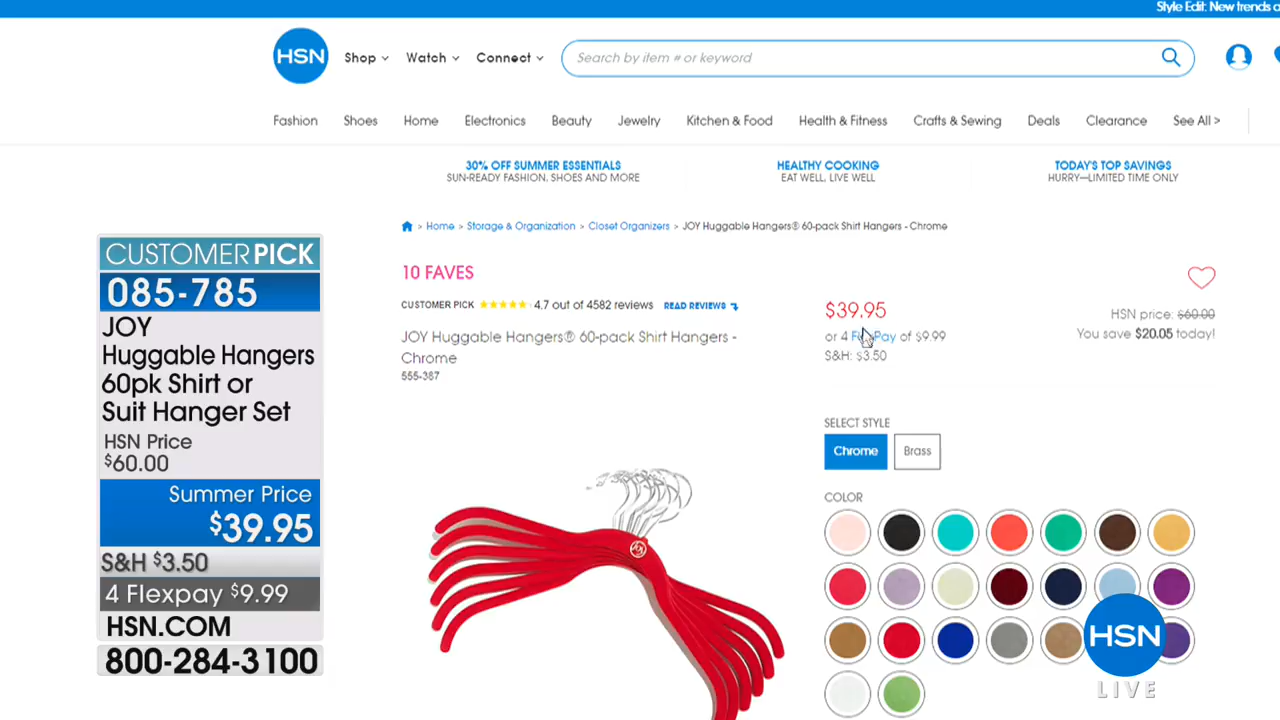 Style Edit: New trends
HSN
Shop
Watch
Connect
Search by item # or keyword
Fashion
Shoes
Home
Electronics
Beauty
Jewelry
Kitchen & Food
Health & Fitness
Crafts & Sewing
Deals
Clearance
See All >
30% OFF SUMMER ESSENTIALS
SUN-READY FASHION, SHOES AND MORE
HEALTHY COOKING
EAT WELL, LIVE WELL
TODAY'S TOP SAVINGS
HURRY—LIMITED TIME ONLY
> Home > Storage & Organization > Closet Organizers > JOY Huggable Hangers® 60-pack Shirt Hangers - Chrome
CUSTOMER PICK
085-785
JOY
Huggable Hangers
60pk Shirt or
Suit Hanger Set
HSN Price
$60.00
Summer Price
$39.95
S&H $3.50
4 Flexpay $9.99
HSN.COM
800-284-3100
10 FAVES
CUSTOMER PICK 4.7 out of 4582 reviews READ REVIEWS
JOY Huggable Hangers® 60-pack Shirt Hangers -
Chrome
555-387
$39.95
or 4 FlexPay of $9.99
S&H: $3.50
HSN price: $60.00
You save $20.05 today!
SELECT STYLE
Chrome
Brass
COLOR
JOY
HSN
LIVE